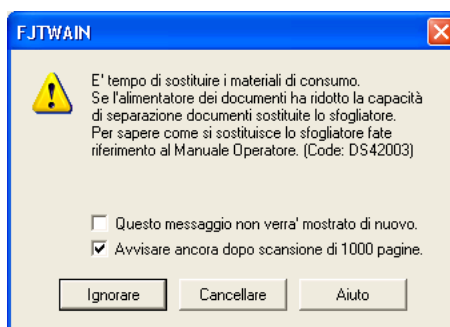 FJTWAIN
E' tempo di sostituire i materiali di consumo.
Se l'alimentatore dei documenti ha ridotto la capacità
di separazione documenti sostituite lo sfogliatore.
Per sapere come si sostituisce lo sfogliatore fate
riferimento al Manuale Operatore. (Code: DS42003)
Questo messaggio non verra' mostrato di nuovo.
Avvisare ancora dopo scansione di 1000 pagine.
Ignorare
Cancellare
Aiuto